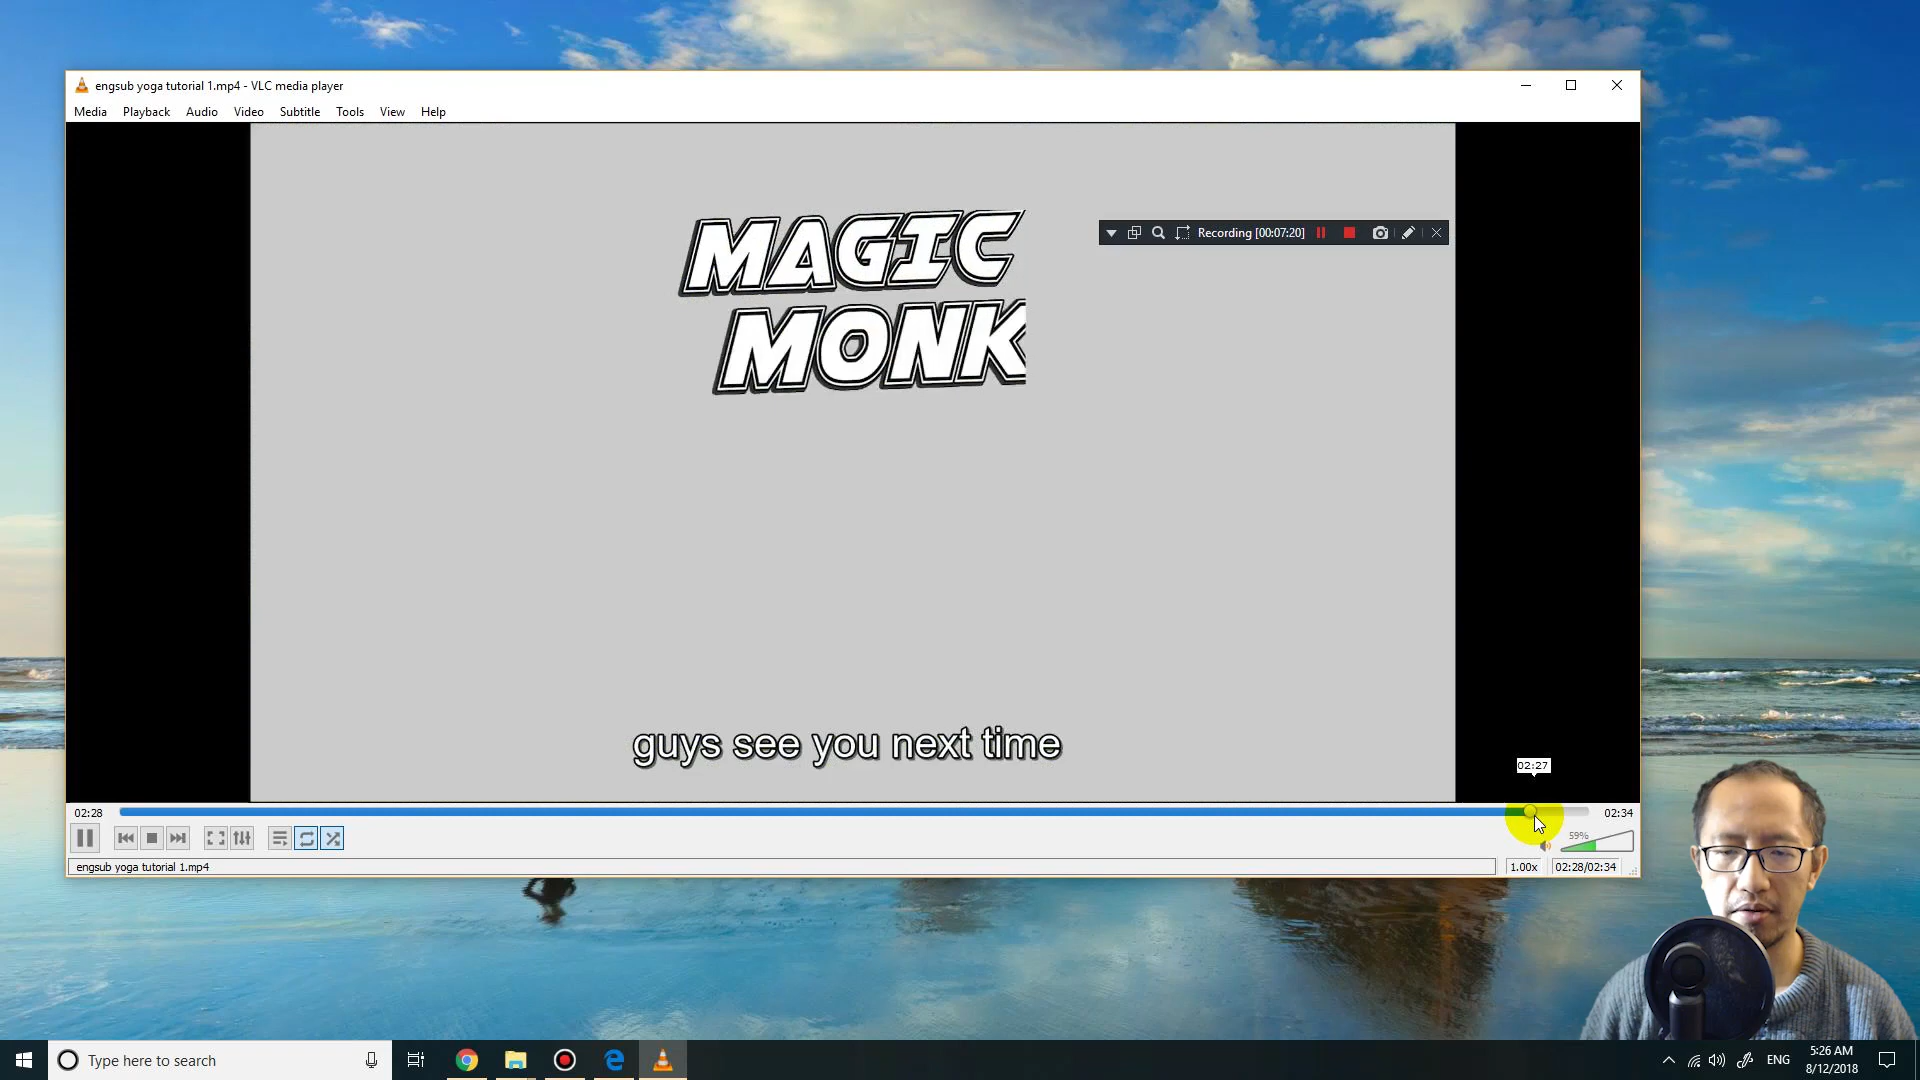 engsub yoga tutorial 1.mp4 - VLC media player
Media Playback Audio Video Subtitle Tools View Help
MAGIC
MONK
Recording [00:07:20]
guys see you next time
02:27
02:28
02:34
59%
engsub yoga tutorial 1.mp4
1.00x
02:28/02:34
Type here to search
ENG
5:26 AM
8/12/2018